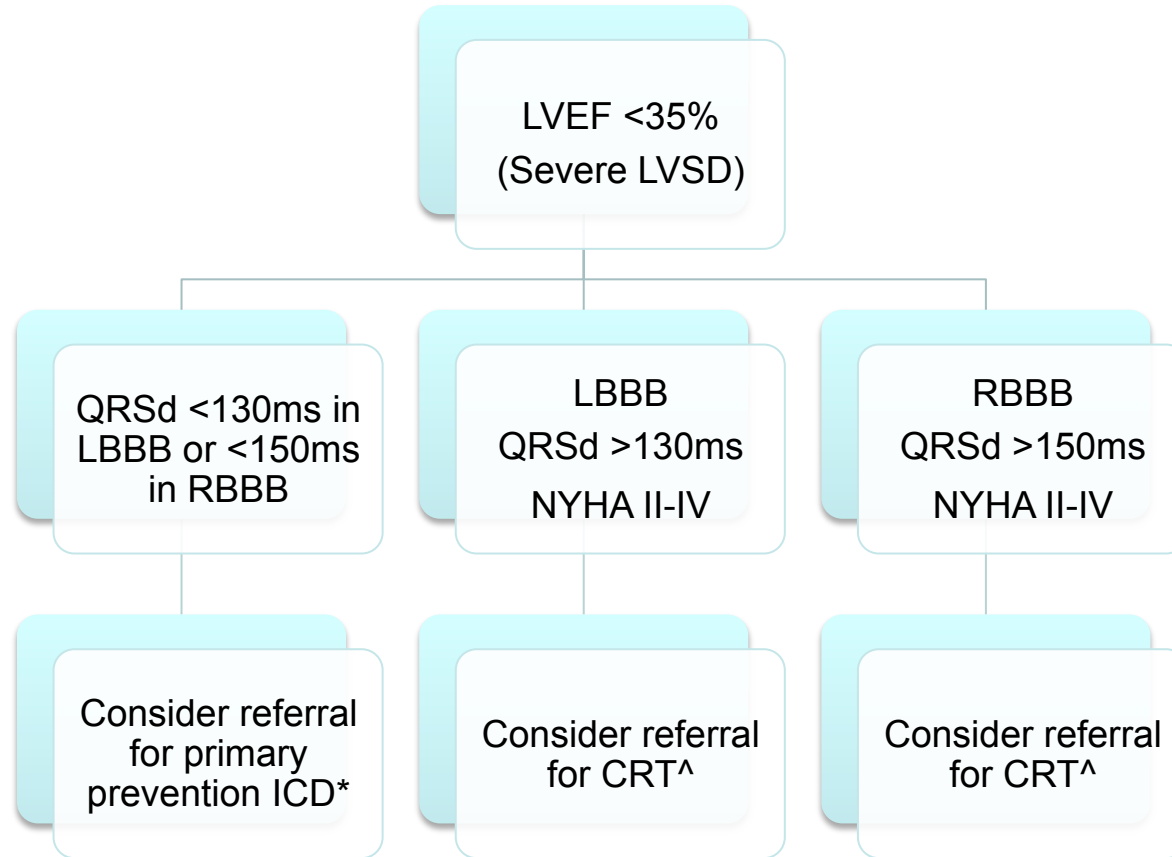 LVEF <35%
(Severe LVSD)
QRSd <130ms in
LBBB or <150ms
in RBBB
LBBB
QRSd >130ms
NYHA II-IV
RBBB
QRSd >150ms
NYHA II-IV
Consider referral
for primary
prevention ICD*
Consider referral
for CRT^
Consider referral
for CRT^